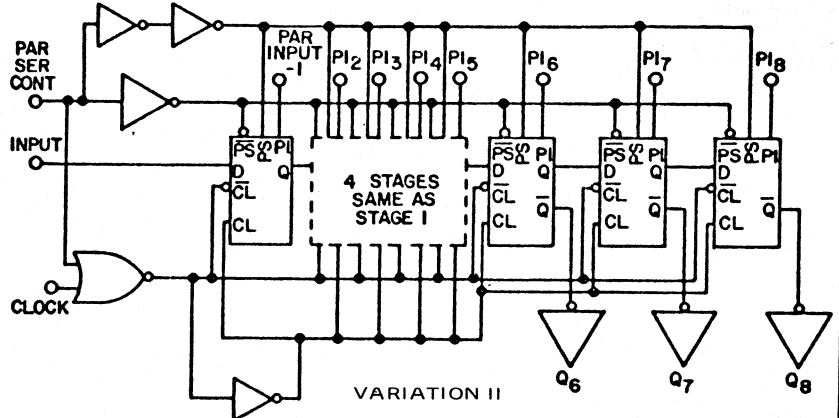 PAR
SER
CONT
PAR
INPUT
-1
PI2
PI3
PI4
PI5
PI6
PI7
PI8
INPUT
PS
PS
PI
D
Q
CL
CL
4 STAGES
SAME AS
STAGE 1
PS
PS
PI
D
Q
CL
Q
CL
PS
PS
PI
D
Q
CL
Q
CL
PS
PS
PI
D
CL
Q
CL
CLOCK
Q6
Q7
Q8
VARIATION II